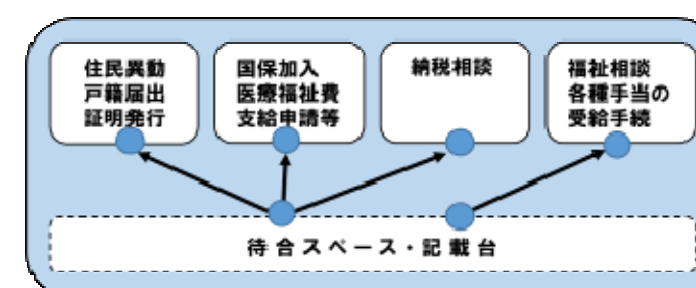 住民異動
戸籍届出
証明発行
国保加入
医療福祉費
支給申請等
納税相談
福祉相談
各種手当の
受給手続
待合スペース・記載台